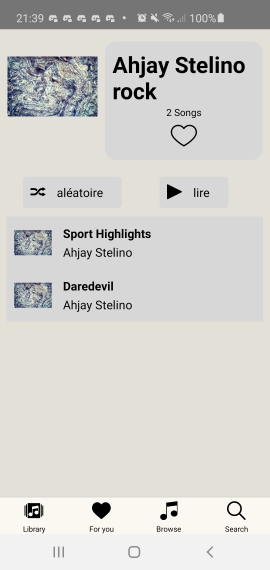 21:39 100%
Ahjay Stelino
rock
2 Songs
aléatoire lire
Sport Highlights
Ahjay Stelino
Daredevil
Ahjay Stelino
Library For you Browse Search